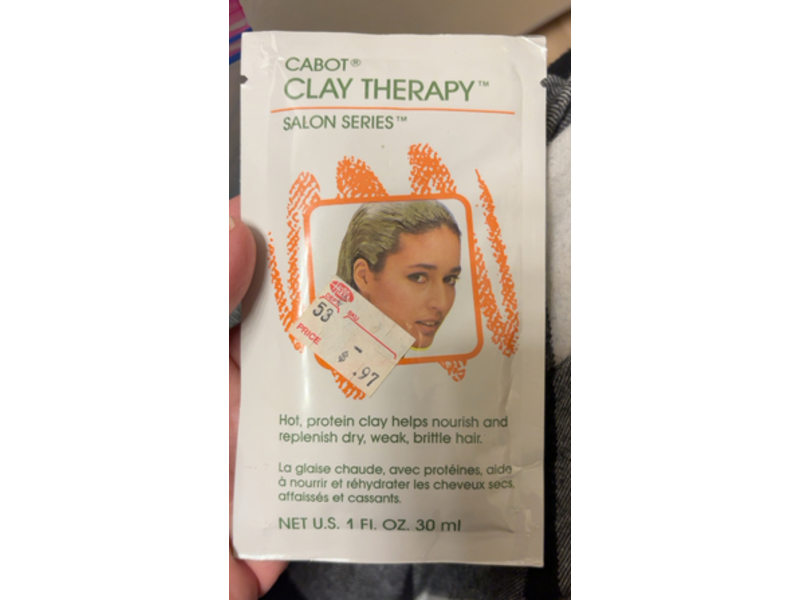 CABOT®
CLAY THERAPY™
SALON SERIES™
53
PRICE
.97
Hot, protein clay helps nourish and
replenish dry, weak, brittle hair.
La glaise chaude, avec protéines, aide
à nourrir et réhydrater les cheveux secs,
affaissés et cassants.
NET U.S. 1 Fl. OZ. 30 ml